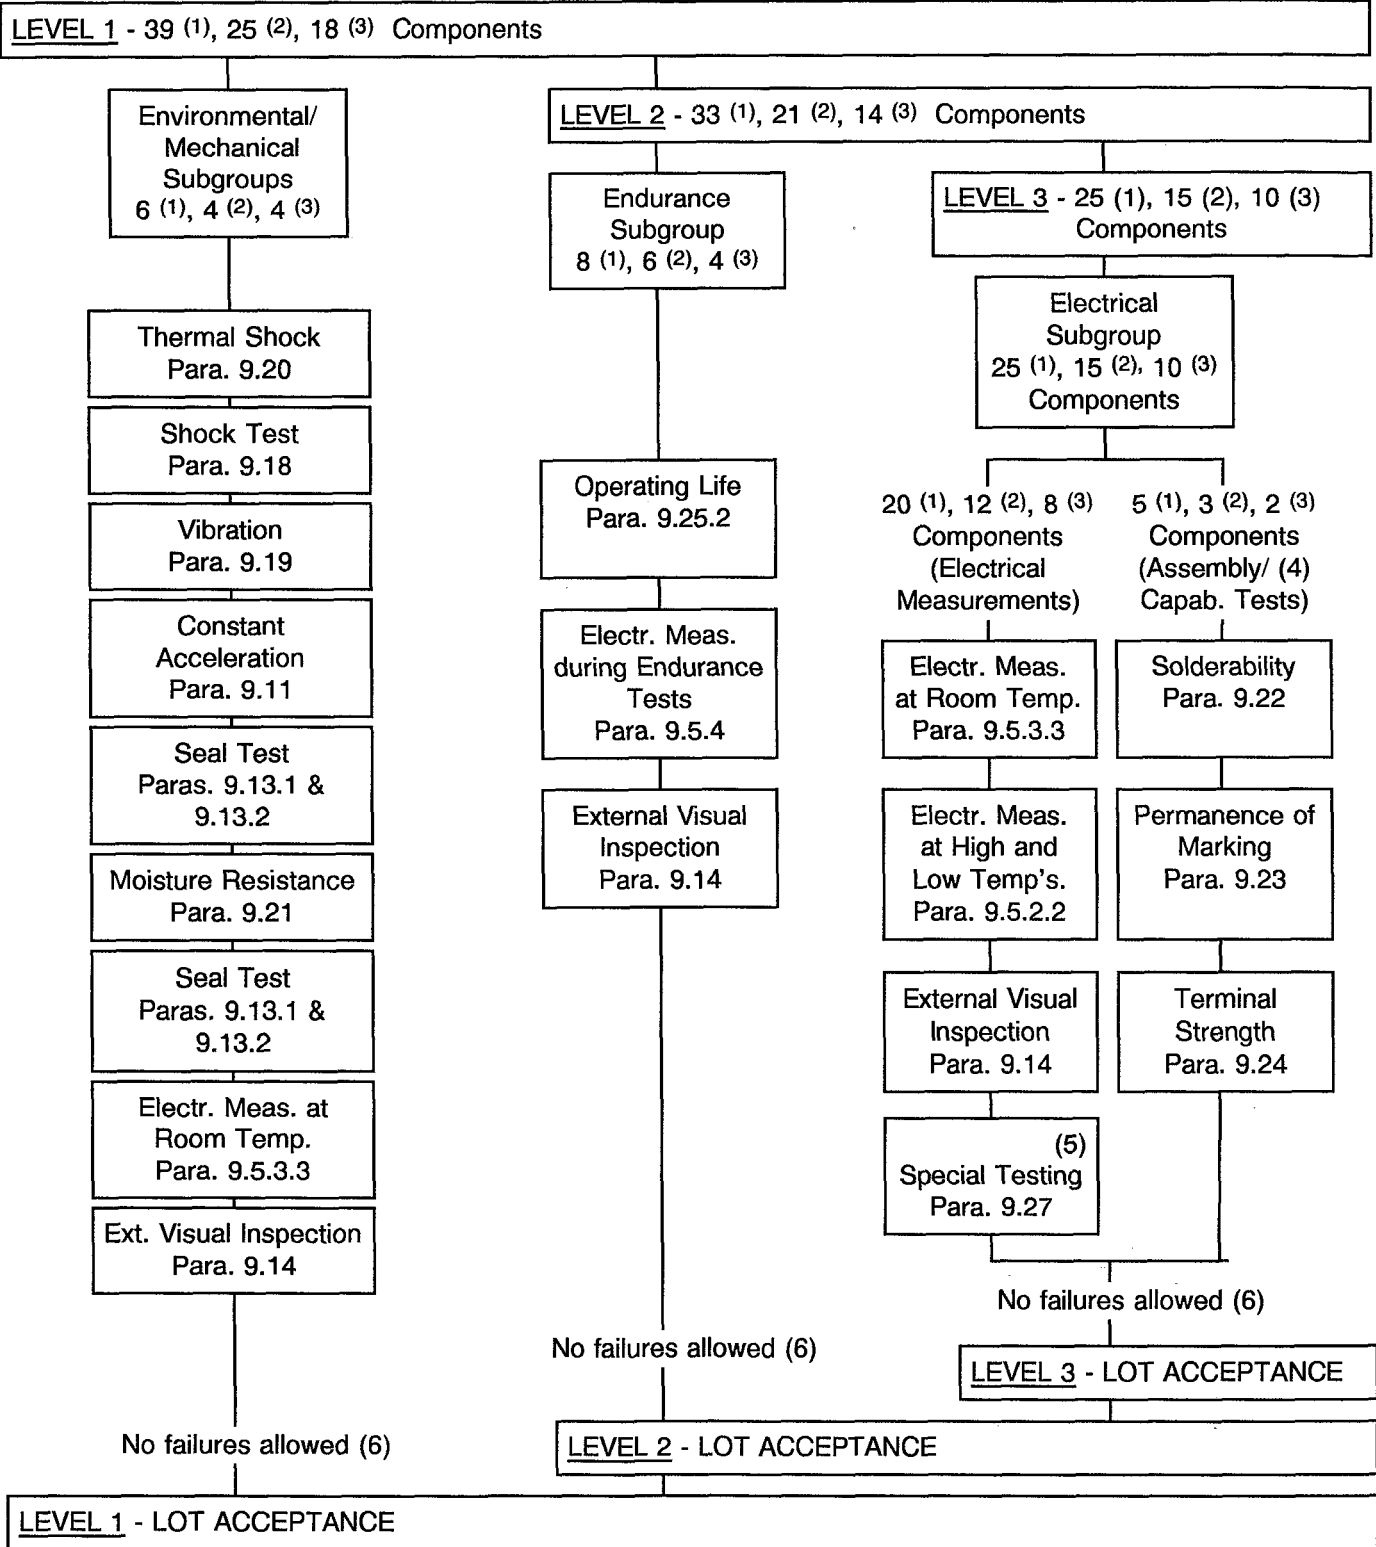 LEVEL 1 - 39 (1), 25 (2), 18 (3) Components
Environmental/
Mechanical
Subgroups
6 (1), 4 (2), 4 (3)
LEVEL 2 - 33 (1), 21 (2), 14 (3) Components
Endurance
Subgroup
8 (1), 6 (2), 4 (3)
LEVEL 3 - 25 (1), 15 (2), 10 (3)
Components
Electrical
Subgroup
25 (1), 15 (2), 10 (3)
Components
Thermal Shock
Para. 9.20
Shock Test
Para. 9.18
Vibration
Para. 9.19
Constant
Acceleration
Para. 9.11
Seal Test
Paras. 9.13.1 &
9.13.2
Moisture Resistance
Para. 9.21
Seal Test
Paras. 9.13.1 &
9.13.2
Electr. Meas. at
Room Temp.
Para. 9.5.3.3
Ext. Visual Inspection
Para. 9.14
No failures allowed (6)
Operating Life
Para. 9.25.2
Electr. Meas.
during Endurance
Tests
Para. 9.5.4
External Visual
Inspection
Para. 9.14
No failures allowed (6)
20 (1), 12 (2), 8 (3)
Components
(Electrical
Measurements)
Electr. Meas.
at Room Temp.
Para. 9.5.3.3
Electr. Meas.
at High and
Low Temp's.
Para. 9.5.2.2
External Visual
Inspection
Para. 9.14
(5)
Special Testing
Para. 9.27
5 (1), 3 (2), 2 (3)
Components
(Assembly/ (4)
Capab. Tests)
Solderability
Para. 9.22
Permanence of
Marking
Para. 9.23
Terminal
Strength
Para. 9.24
No failures allowed (6)
LEVEL 3 - LOT ACCEPTANCE
LEVEL 2 - LOT ACCEPTANCE
LEVEL 1 - LOT ACCEPTANCE